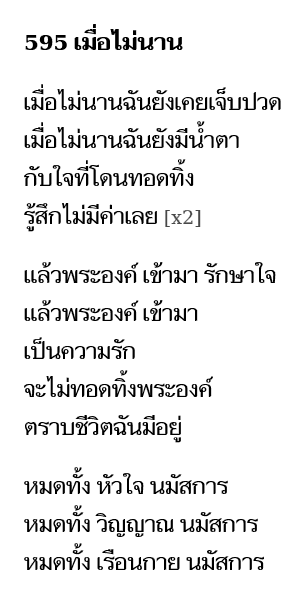 595 เมื่อไม่นาน
เมื่อไม่นานฉันยังเคยเจ็บปวด
เมื่อไม่นานฉันยังมีน้ำตา
กับใจที่โดนทอดทิ้ง
รู้สึกไม่มีค่าเลย [x2]
แล้วพระองค์ เข้ามา รักษาใจ
แล้วพระองค์ เข้ามา
เป็นความรัก
จะไม่ทอดทิ้งพระองค์
ตราบชีวิตฉันมีอยู่
หมดทั้ง หัวใจ นมัสการ
หมดทั้ง วิญญาณ นมัสการ
หมดทั้ง เรือนกาย นมัสการ